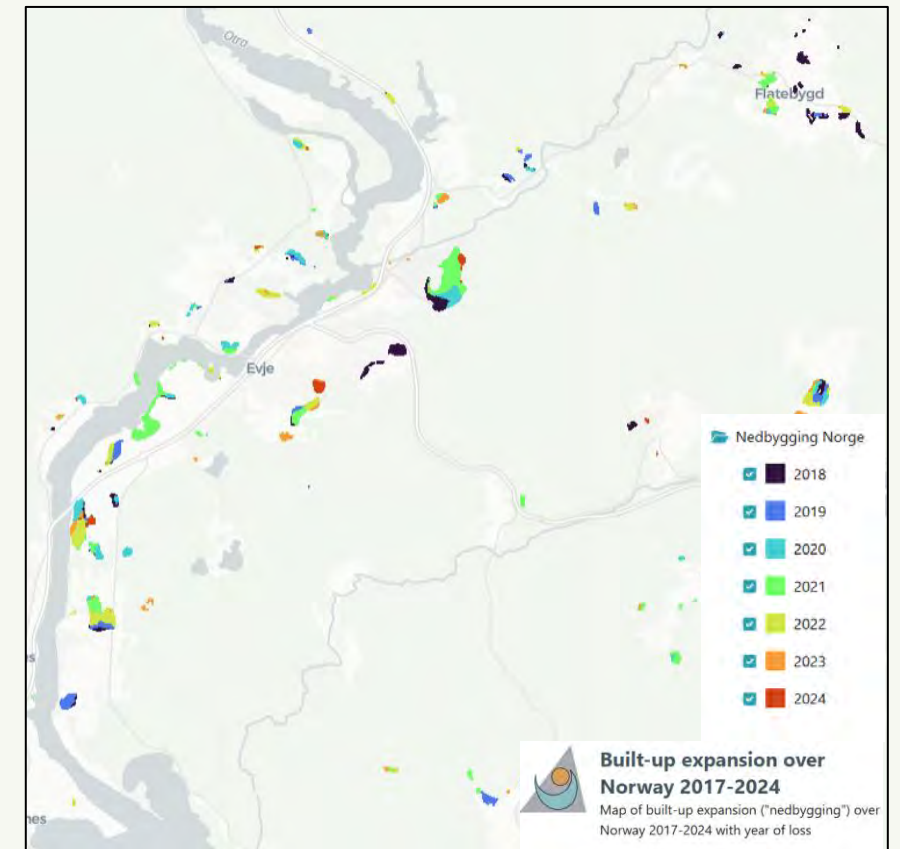 Otra
Flatebygd
Evje
Nedbygging Norge
2018
2019
2020
2021
2022
2023
2024
s
nes
Built-up expansion over
Norway 2017-2024
Map of built-up expansion ("nedbygging") over
Norway 2017-2024 with year of loss